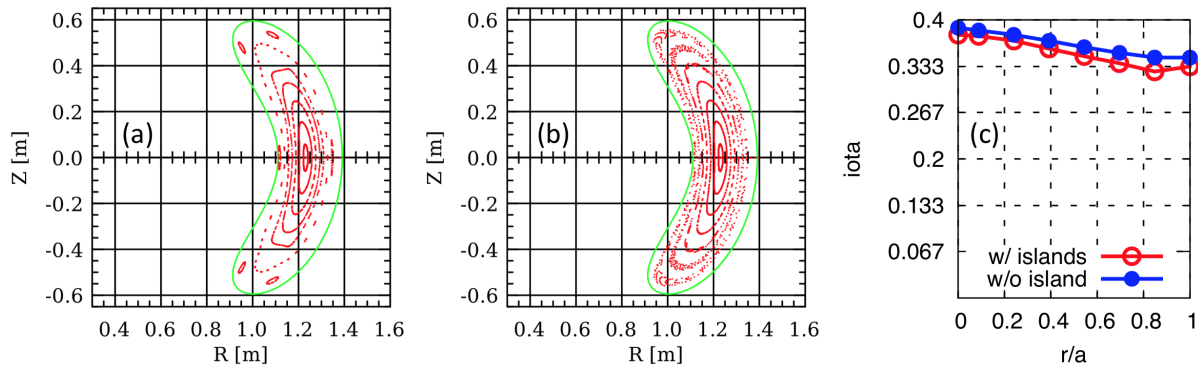 0.6
0.4
0.2
0.0
-0.2
-0.4
-0.6
Z [m]
(a)
0.4 0.6 0.8 1.0 1.2 1.4 1.6
R [m]
0.6
0.4
0.2
0.0
-0.2
-0.4
-0.6
Z [m]
(b)
0.4 0.6 0.8 1.0 1.2 1.4 1.6
R [m]
0.4
0.333
0.267
0.2
0.133
0.067
iota
(c)
w/ islands
w/o island
0 0.2 0.4 0.6 0.8 1
r/a